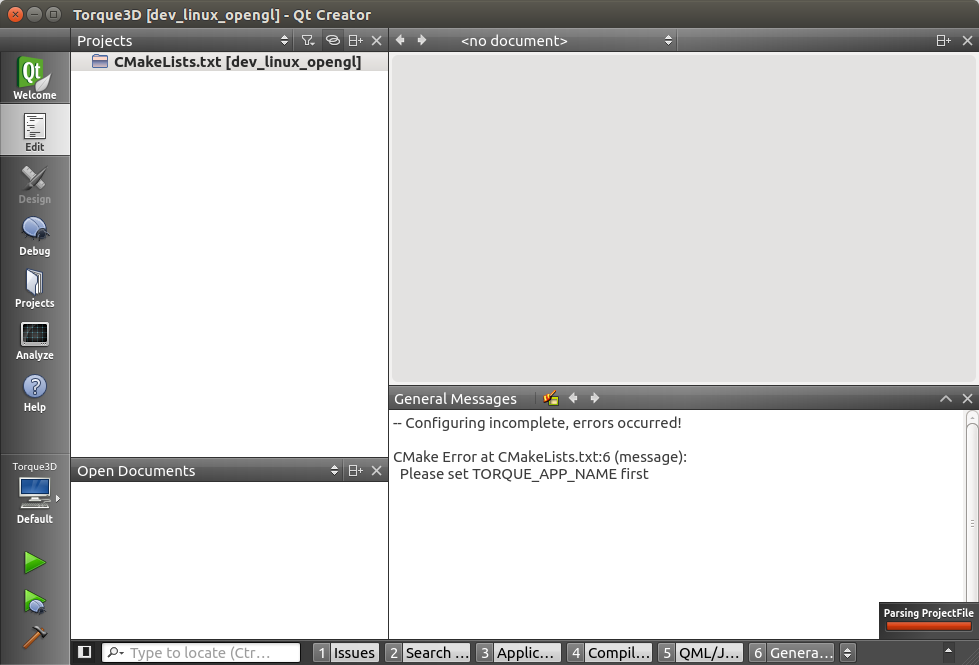 Torque3D [dev_linux_opengl] - Qt Creator
Projects
<no document>
CMakeLists.txt [dev_linux_opengl]
Qt
Welcome
Edit
Design
Debug
Projects
Analyze
Help
General Messages
-- Configuring incomplete, errors occurred!
CMake Error at CMakeLists.txt:6 (message):
Please set TORQUE_APP_NAME first
Torque3D
Open Documents
Default
Parsing ProjectFile
Type to locate (Ctr...
1 Issues
2 Search ...
3 Applic...
4 Compil...
5 QML/J...
6 Genera...